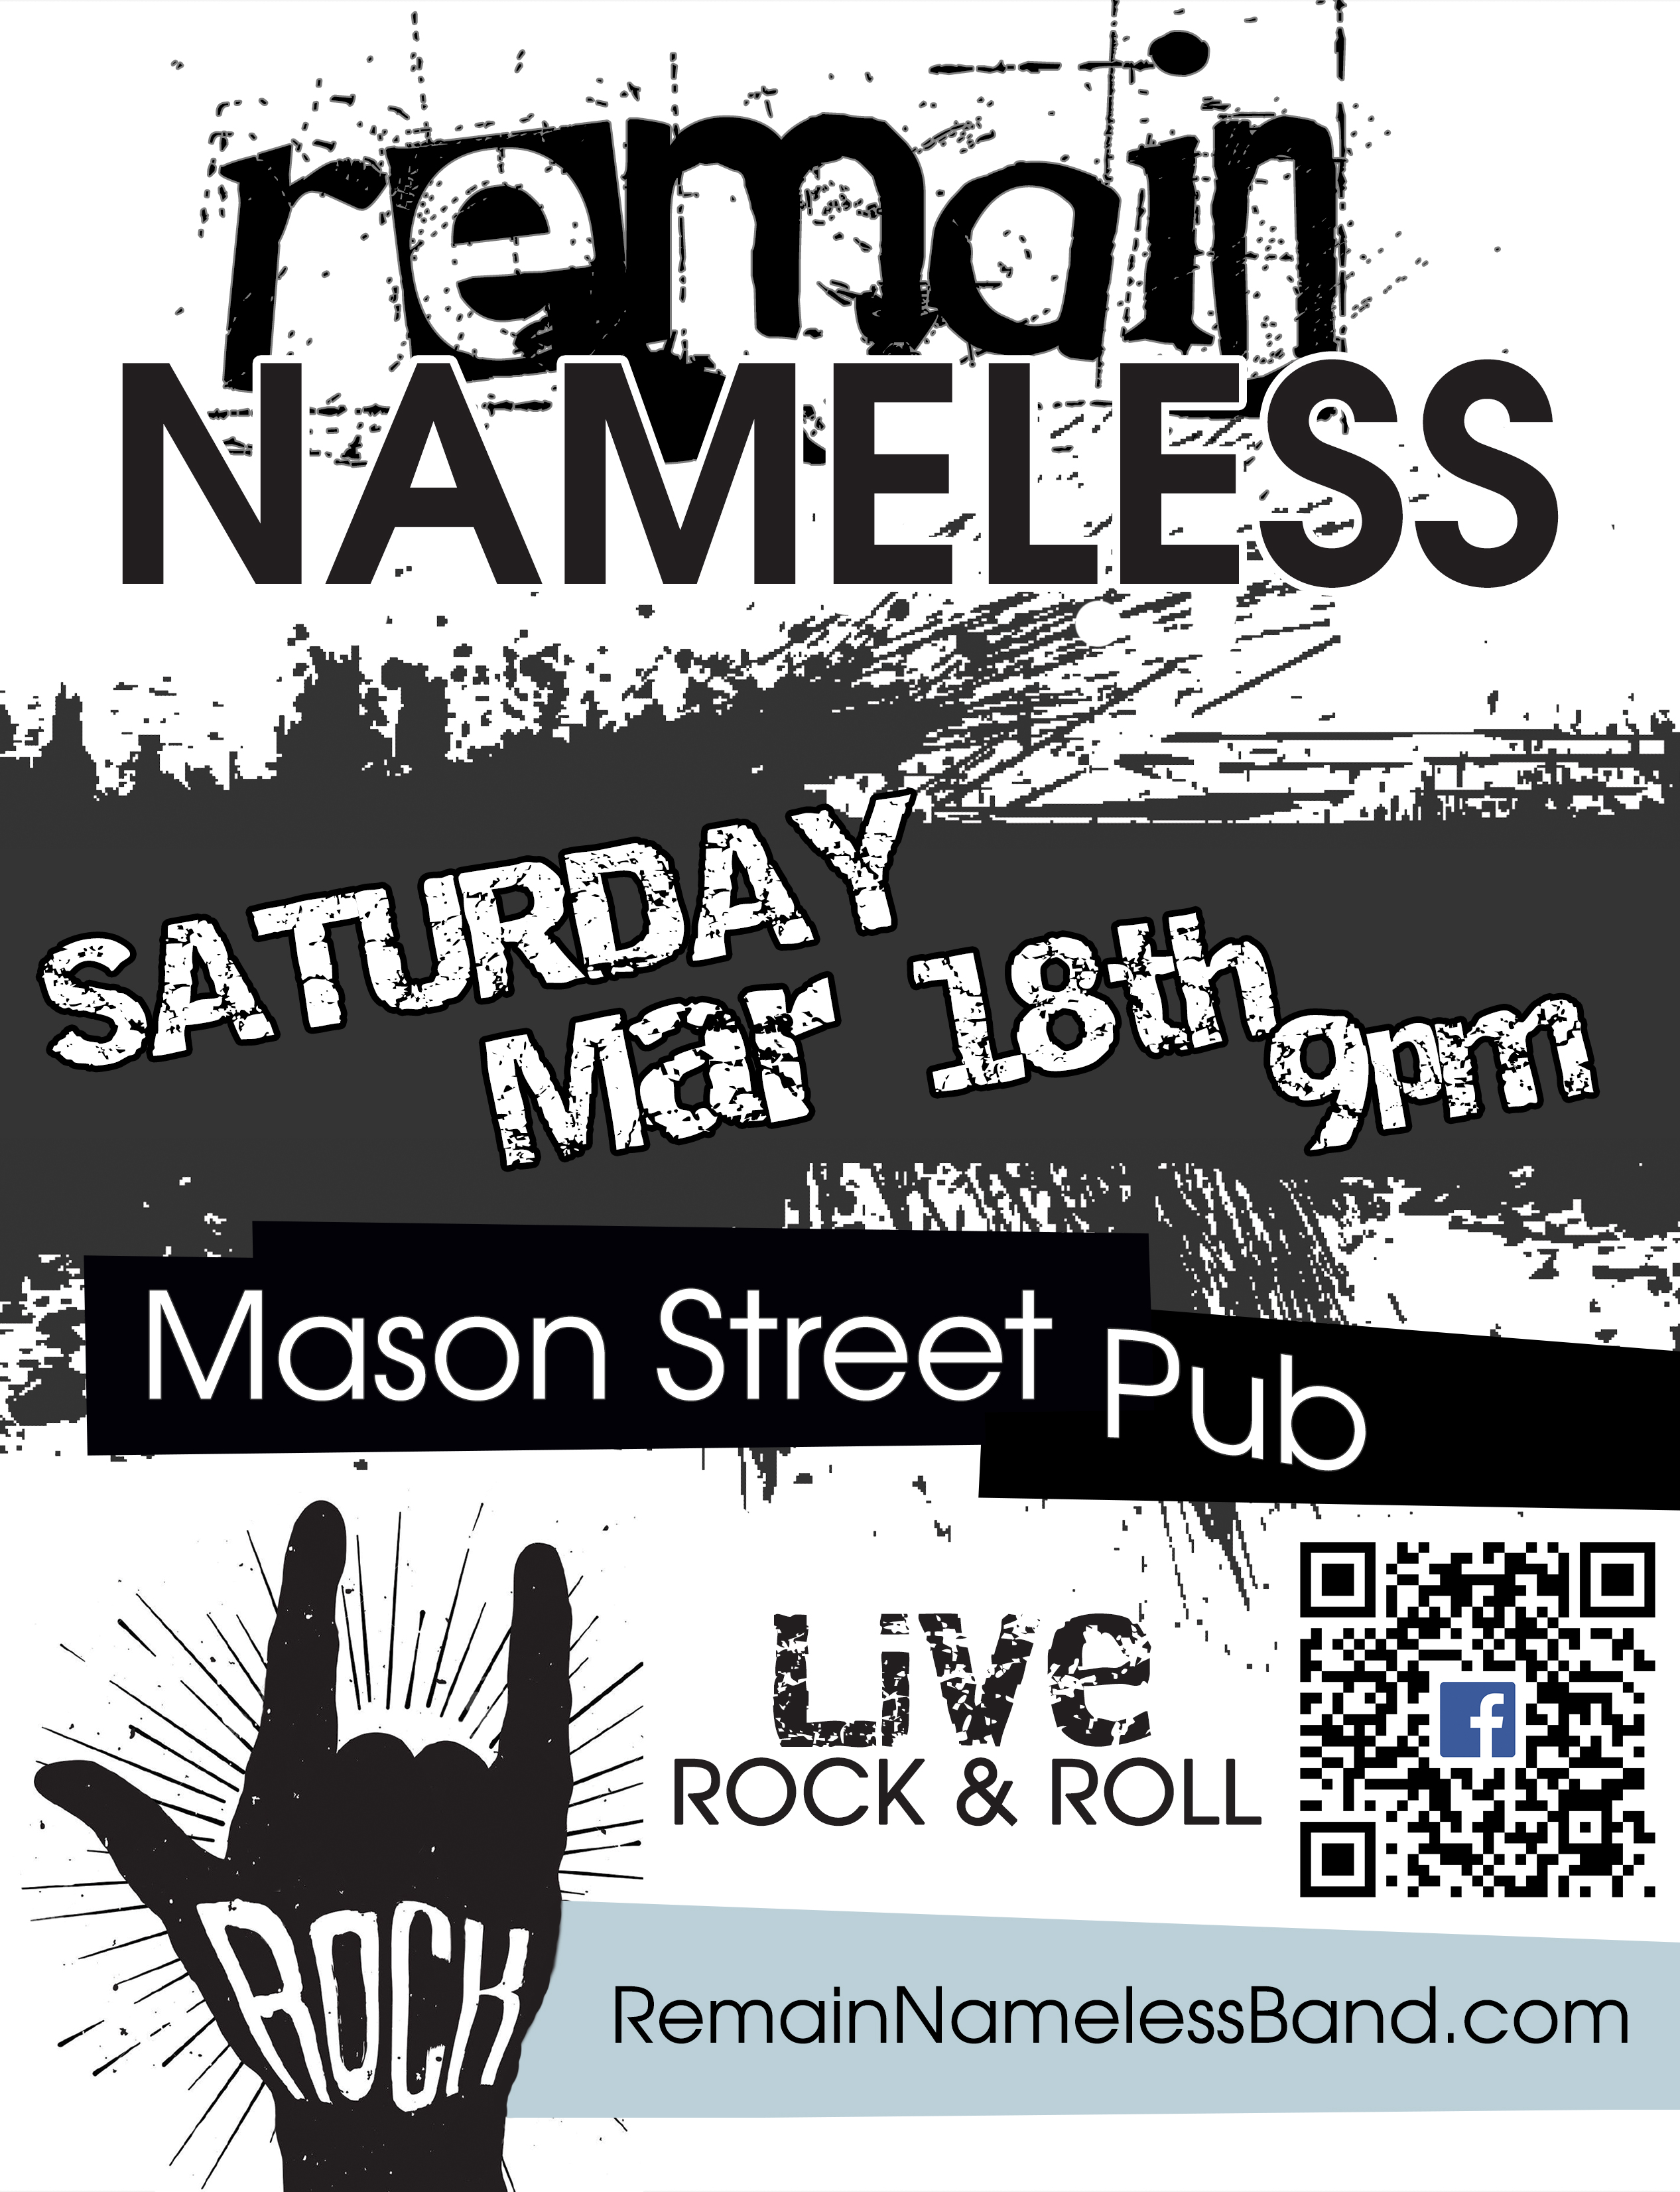 remain
NAMELESS
SATURDAY
Mar 18th 9pm
Mason Street Pub
Live
ROCK & ROLL
f
ROCK
RemainNamelessBand.com